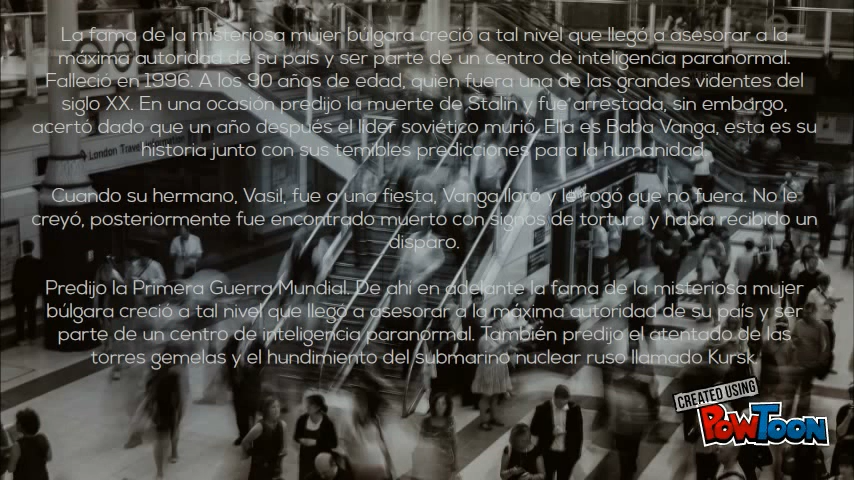 La fama de la misteriosa mujer búlgara creció a tal nivel que llegó a asesorar a la
máxima autoridad de su país y ser parte de un centro de inteligencia paranormal.
Falleció en 1996. A los 90 años de edad, quien fuera una de las grandes videntes del
siglo XX. En una ocasión predijo la muerte de Stalin y fue arrestada, sin embargo,
acertó dado que un año después el líder soviético murió. Ella es Baba Vanga, esta es su
historia junto con sus temibles predicciones para la humanidad.
London Travel
Cuando su hermano, Vasil, fue a una fiesta, Vanga lloró y le rogó que no fuera. No le
creyó, posteriormente fue encontrado muerto con signos de tortura y había recibido un
disparo.
Predijo la Primera Guerra Mundial. De ahí en adelante la fama de la misteriosa mujer
búlgara creció a tal nivel que llegó a asesorar a la máxima autoridad de su país y ser
parte de un centro de inteligencia paranormal. También predijo el atentado de las
torres gemelas y el hundimiento del submarino nuclear ruso llamado Kursk.
CREATED USING
POWTOON